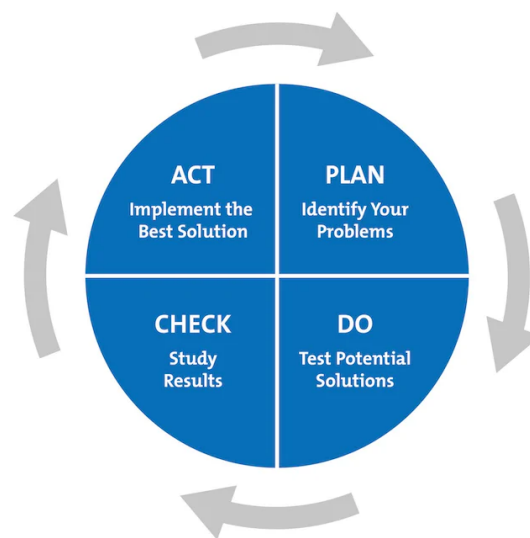 ACT
Implement the
Best Solution
PLAN
Identify Your
Problems
CHECK
Study
Results
DO
Test Potential
Solutions